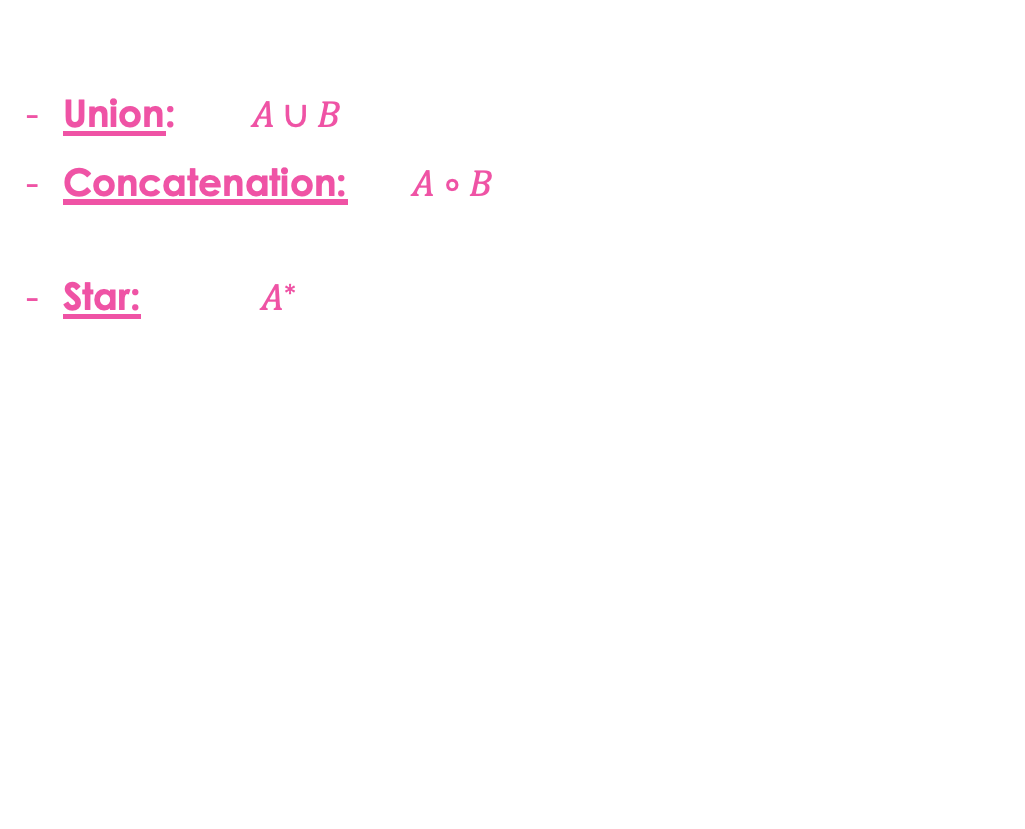 - Union: A ∪ B
- Concatenation: A ∘ B
- Star: A*